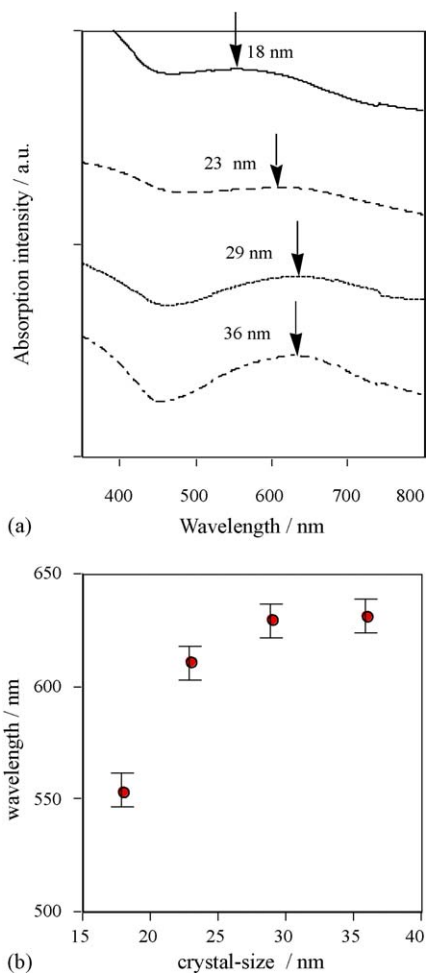 18 nm
23 nm
29 nm
36 nm
Absorption intensity / a.u.
400 500 600 700 800
(a)
Wavelength / nm
650
600
550
500
wavelength / nm
15 20 25 30 35 40
(b)
crystal-size / nm